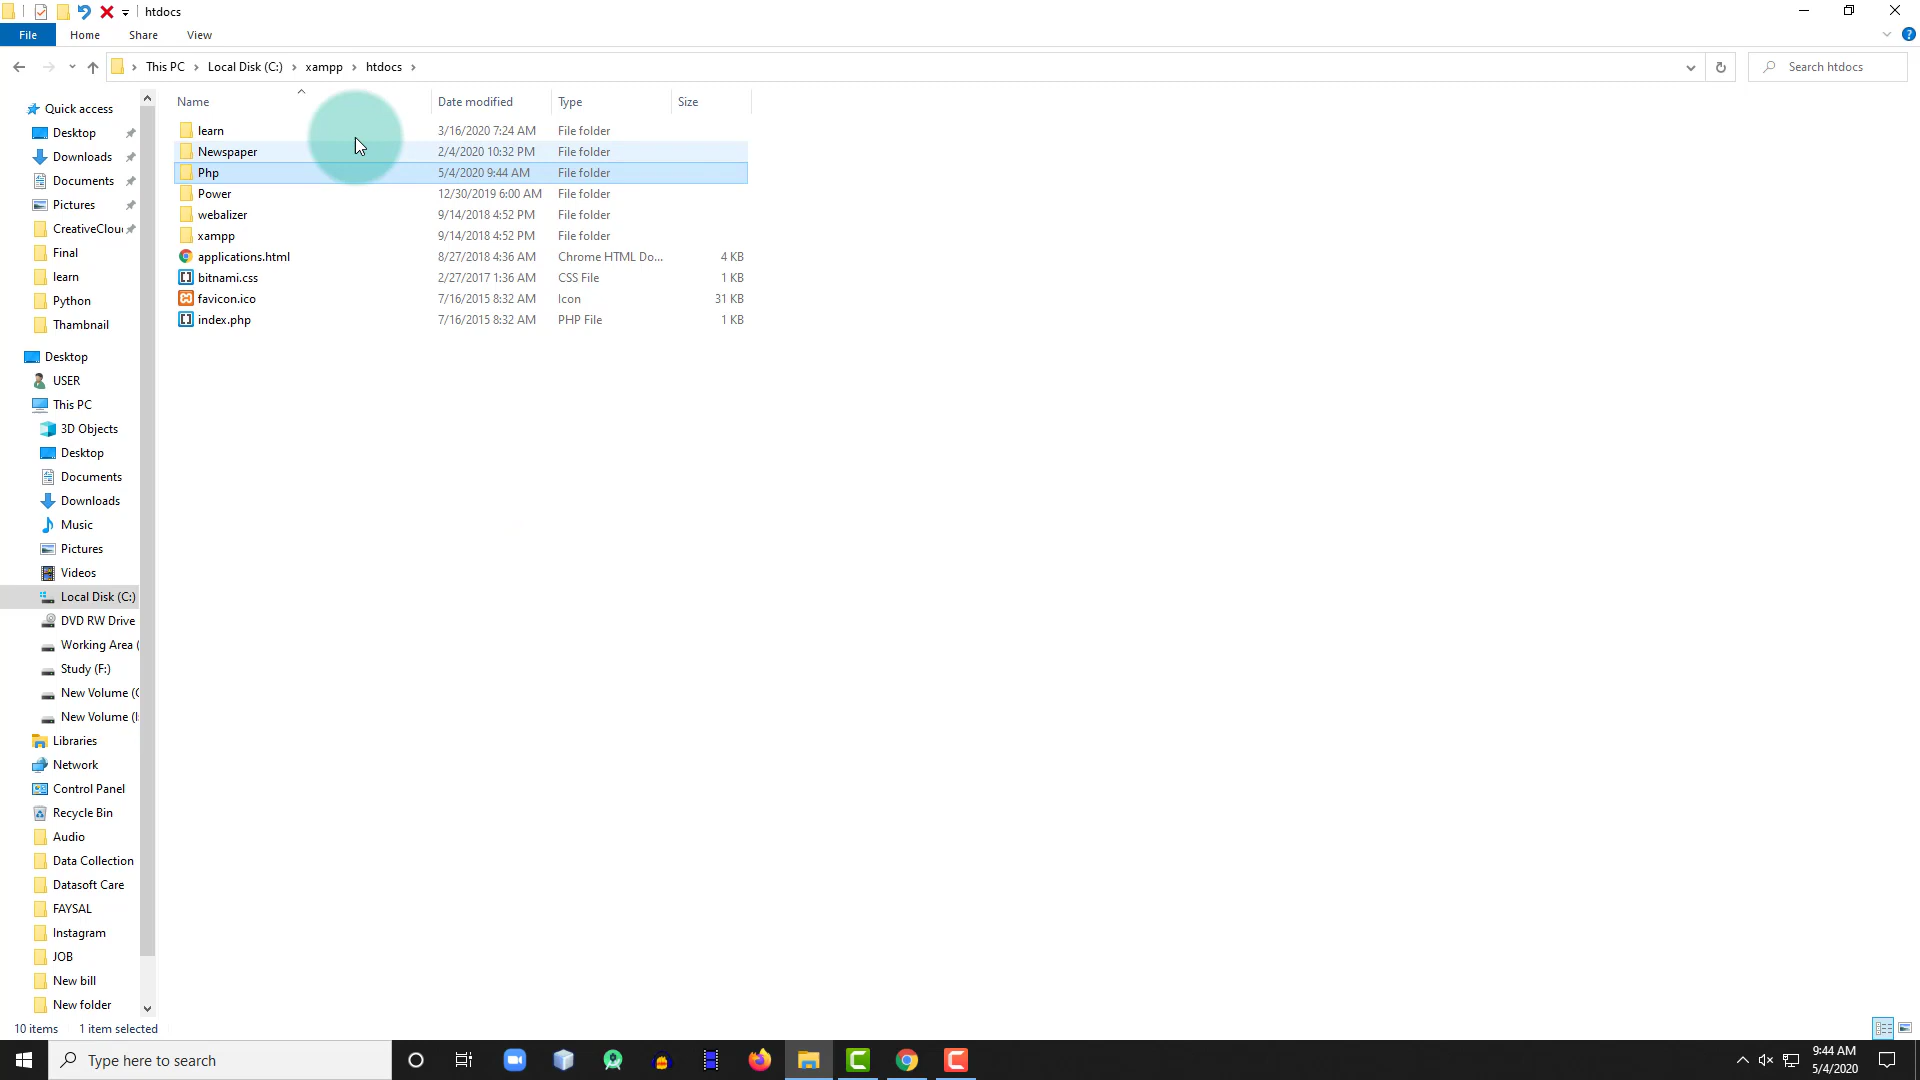 htdocs
File Home Share View
This PC Local Disk (C:) xampp htdocs
Search htdocs
Name Date modified Type Size
learn 3/16/2020 7:24 AM File folder
Newspaper 2/4/2020 10:32 PM File folder
Php 5/4/2020 9:44 AM File folder
Power 12/30/2019 6:00 AM File folder
webalizer 9/14/2018 4:52 PM File folder
xampp 9/14/2018 4:52 PM File folder
applications.html 8/27/2018 4:36 AM Chrome HTML Do... 4 KB
bitnami.css 2/27/2017 1:36 AM CSS File 1 KB
favicon.ico 7/16/2015 8:32 AM Icon 31 KB
index.php 7/16/2015 8:32 AM PHP File 1 KB
Quick access
Desktop
Downloads
Documents
Pictures
CreativeClou
Final
learn
Python
Thumbnail
Desktop
USER
This PC
3D Objects
Desktop
Documents
Downloads
Music
Pictures
Videos
Local Disk (C:)
DVD RW Drive
Working Area (
Study (F:)
New Volume (G
New Volume (I:
Libraries
Network
Control Panel
Recycle Bin
Audio
Data Collection
Datasoft Care
FAYSAL
Instagram
JOB
New bill
New folder
10 items 1 item selected
Type here to search
9:44 AM
5/4/2020